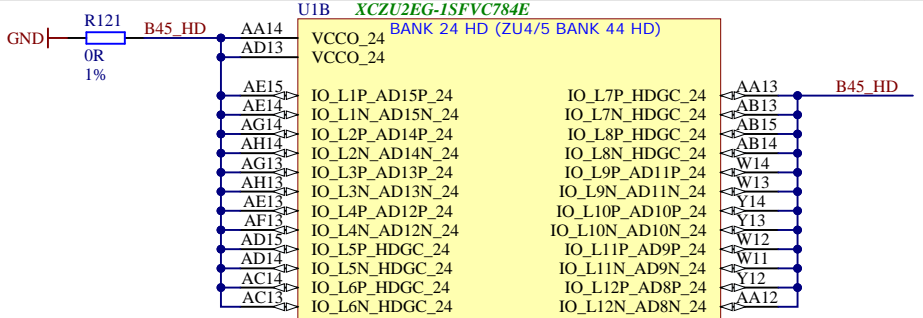 U1B XCZU2EG-1SFVC784E
R121
GND
B45_HD
0R
1%
BANK 24 HD (ZU4/5 BANK 44 HD)
AA14 VCCO_24
AD13 VCCO_24
AE15 IO_L1P_AD15P_24 IO_L7P_HDGC_24 AA13 B45_HD
AE14 IO_L1N_AD15N_24 IO_L7N_HDGC_24 AB13
AG14 IO_L2P_AD14P_24 IO_L8P_HDGC_24 AB15
AH14 IO_L2N_AD14N_24 IO_L8N_HDGC_24 AB14
AG13 IO_L3P_AD13P_24 IO_L9P_AD11P_24 W14
AH13 IO_L3N_AD13N_24 IO_L9N_AD11N_24 W13
AE13 IO_L4P_AD12P_24 IO_L10P_AD10P_24 Y14
AF13 IO_L4N_AD12N_24 IO_L10N_AD10N_24 Y13
AD15 IO_L5P_HDGC_24 IO_L11P_AD9P_24 W12
AD14 IO_L5N_HDGC_24 IO_L11N_AD9N_24 W11
AC14 IO_L6P_HDGC_24 IO_L12P_AD8P_24 Y12
AC13 IO_L6N_HDGC_24 IO_L12N_AD8N_24 AA12